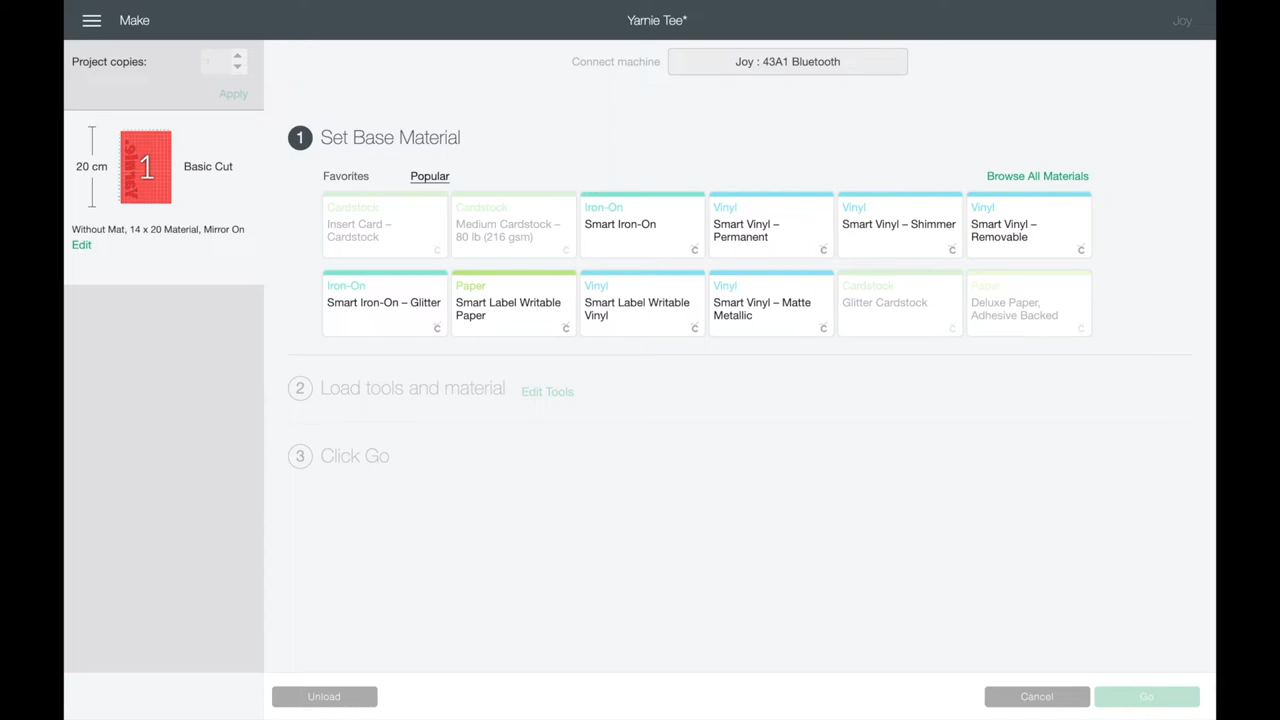 Make
Yarnie Tee*
Joy
Project copies:
1
Connect machine
Joy : 43A1 Bluetooth
Apply
20 cm
Yarnie.
1
Basic Cut
Without Mat, 14 x 20 Material, Mirror On
Edit
1
Set Base Material
Favorites
Popular
Browse All Materials
Cardstock
Insert Card –
Cardstock
C
Cardstock
Medium Cardstock –
80 lb (216 gsm)
C
Iron-On
Smart Iron-On
C
Vinyl
Smart Vinyl –
Permanent
C
Vinyl
Smart Vinyl – Shimmer
C
Vinyl
Smart Vinyl –
Removable
C
Iron-On
Smart Iron-On – Glitter
C
Paper
Smart Label Writable
Paper
C
Vinyl
Smart Label Writable
Vinyl
C
Vinyl
Smart Vinyl – Matte
Metallic
C
Cardstock
Glitter Cardstock
C
Paper
Deluxe Paper,
Adhesive Backed
C
2
Load tools and material
Edit Tools
3
Click Go
Unload
Cancel
Go